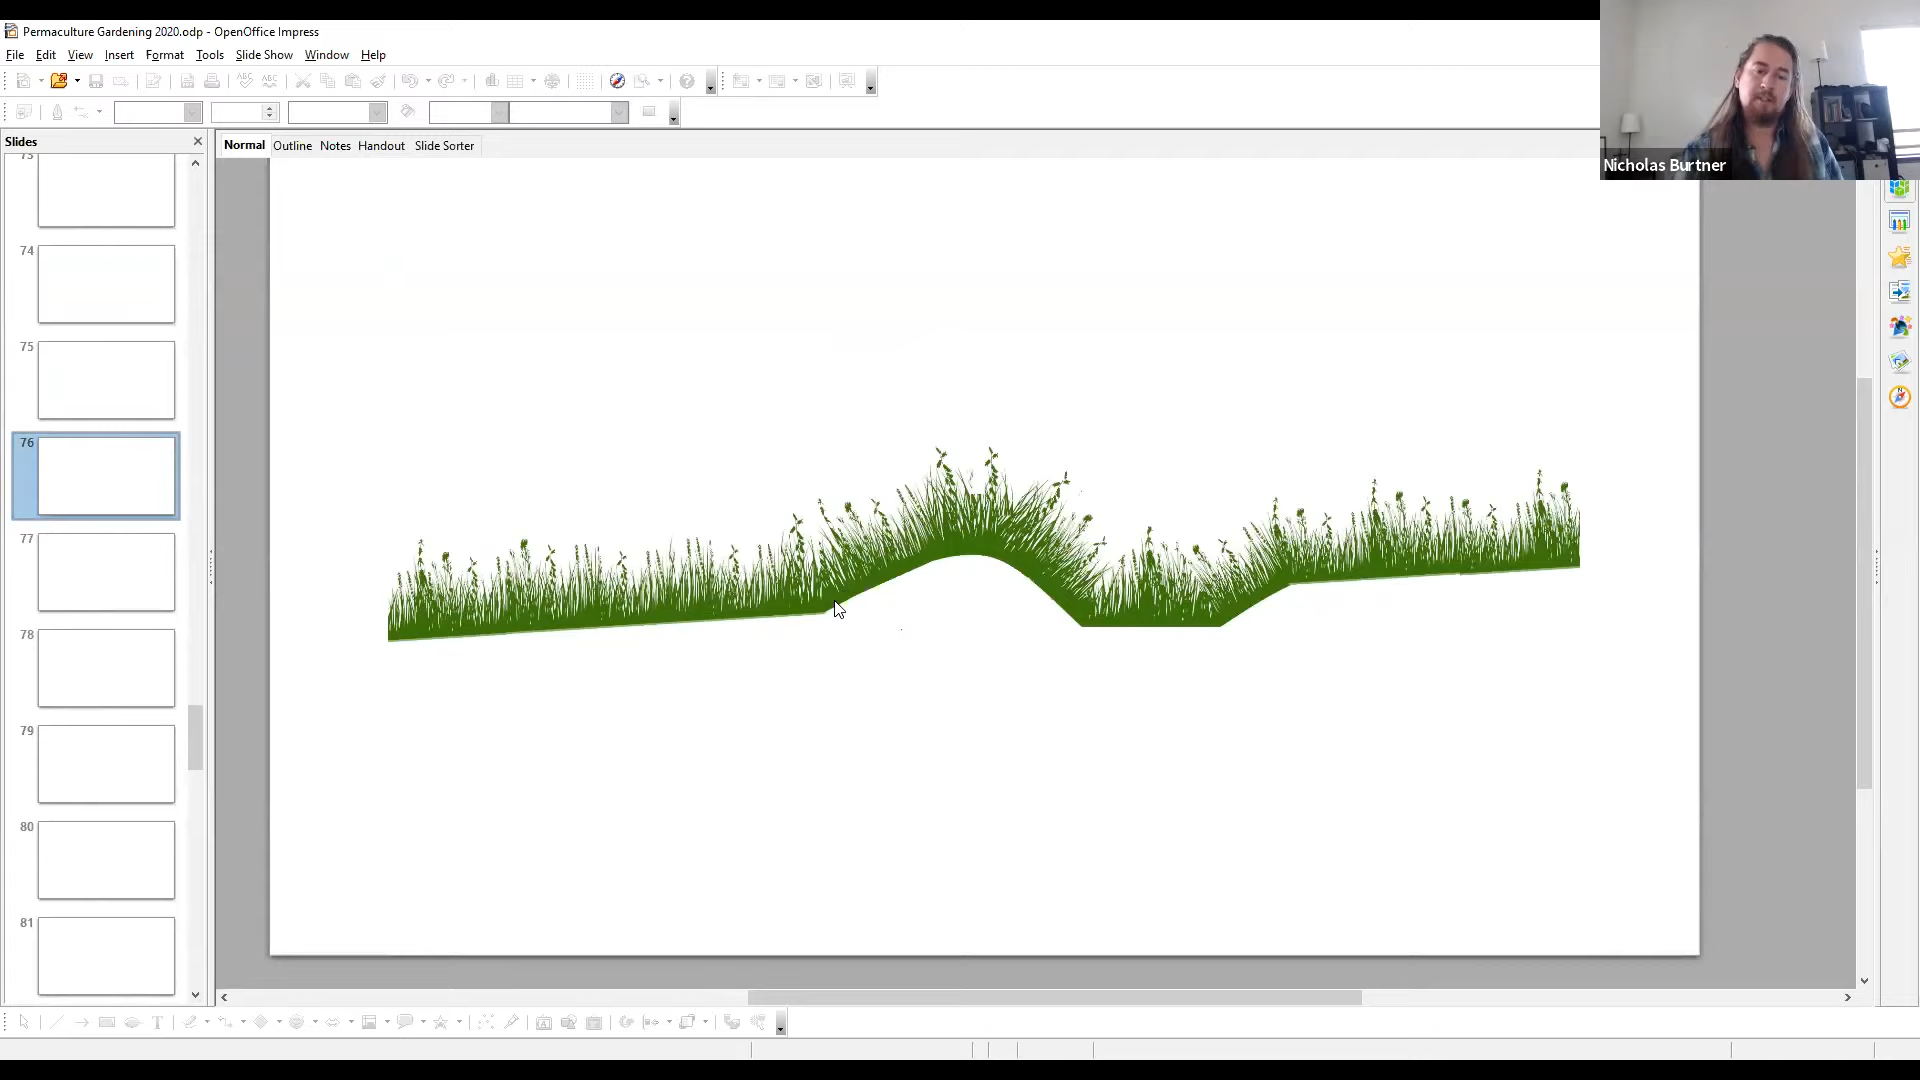 Permaculture Gardening 2020.odp - OpenOffice Impress
File Edit View Insert Format Tools Slide Show Window Help
Slides
Normal Outline Notes Handout Slide Sorter
Nicholas Burtner
73
74
75
76
77
78
79
80
81